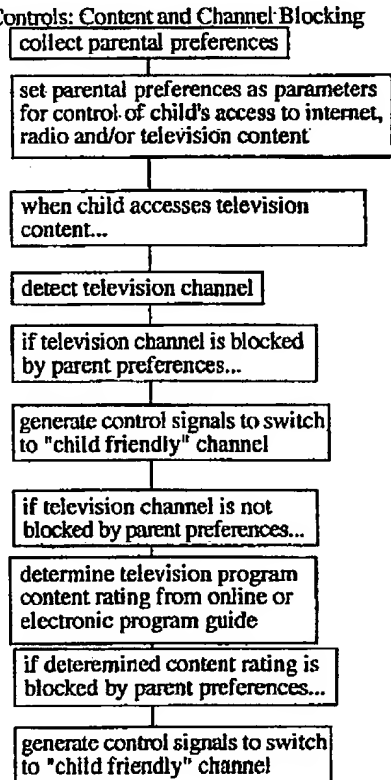 Controls: Content and Channel Blocking
collect parental preferences
set parental preferences as parameters
for control of child's access to internet,
radio and/or television content
when child accesses television
content...
detect television channel
if television channel is blocked
by parent preferences...
generate control signals to switch
to "child friendly" channel
if television channel is not
blocked by parent preferences...
determine television program
content rating from online or
electronic program guide
if deteremined content rating is
blocked by parent preferences...
generate control signals to switch
to "child friendly" channel